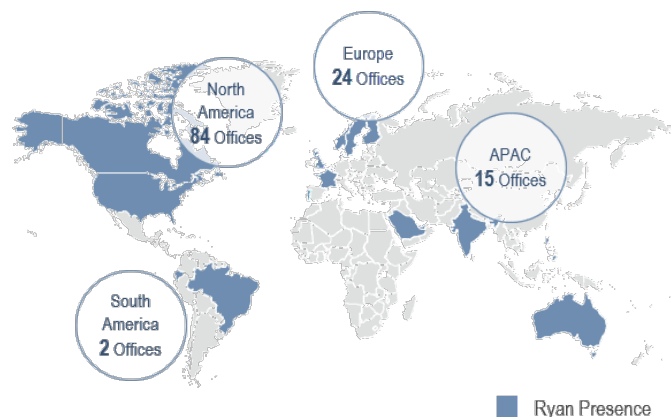 Europe
24 Offices
North
America
84 Offices
APAC
15 Offices
South
America
2 Offices
Ryan Presence